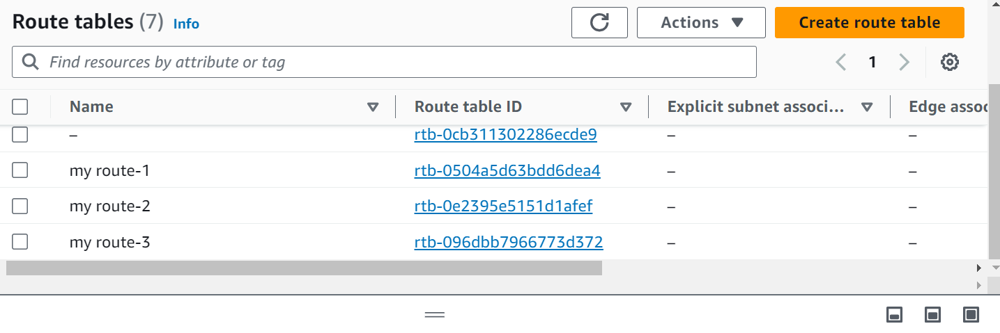 Route tables (7) Info Actions Create route table
Find resources by attribute or tag 1
Name Route table ID Explicit subnet associ... Edge assoc
– rtb-0cb311302286ecde9 – –
my route-1 rtb-0504a5d63bdd6dea4 – –
my route-2 rtb-0e2395e5151d1afef – –
my route-3 rtb-096dbb7966773d372 – –